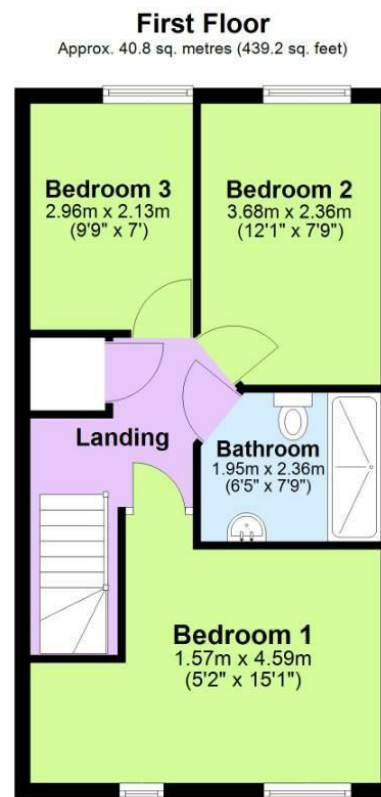 First Floor
Approx. 40.8 sq. metres (439.2 sq. feet)
Bedroom 3
2.96m x 2.13m
(9'9" x 7')
Bedroom 2
3.68m x 2.36m
(12'1" x 7'9")
Landing
Bathroom
1.95m x 2.36m
(6'5" x 7'9")
Bedroom 1
1.57m x 4.59m
(5'2" x 15'1")